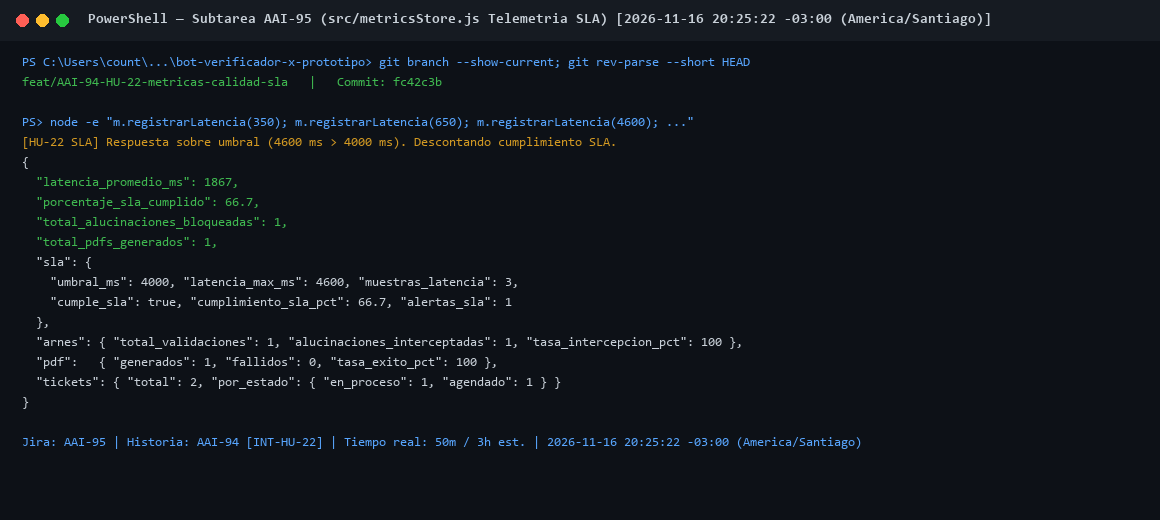 PowerShell — Subtarea AAI-95 (src/metricsStore.js Telemetria SLA) [2026-11-16 20:25:22 -03:00 (America/Santiago)]
PS C:\Users\count\...\bot-verificador-x-prototipo> git branch --show-current; git rev-parse --short HEAD
feat/AAI-94-HU-22-metricas-calidad-sla | Commit: fc42c3b
PS> node -e "m.registrarLatencia(350); m.registrarLatencia(650); m.registrarLatencia(4600); ..."
[HU-22 SLA] Respuesta sobre umbral (4600 ms > 4000 ms). Descontando cumplimiento SLA.
{
"latencia_promedio_ms": 1867,
"porcentaje_sla_cumplido": 66.7,
"total_alucinaciones_bloqueadas": 1,
"total_pdfs_generados": 1,
"sla": {
"umbral_ms": 4000, "latencia_max_ms": 4600, "muestras_latencia": 3,
"cumple_sla": true, "cumplimiento_sla_pct": 66.7, "alertas_sla": 1
},
"arnes": { "total_validaciones": 1, "alucinaciones_interceptadas": 1, "tasa_intercepcion_pct": 100 },
"pdf": { "generados": 1, "fallidos": 0, "tasa_exito_pct": 100 },
"tickets": { "total": 2, "por_estado": { "en_proceso": 1, "agendado": 1 } }
}
Jira: AAI-95 | Historia: AAI-94 [INT-HU-22] | Tiempo real: 50m / 3h est. | 2026-11-16 20:25:22 -03:00 (America/Santiago)